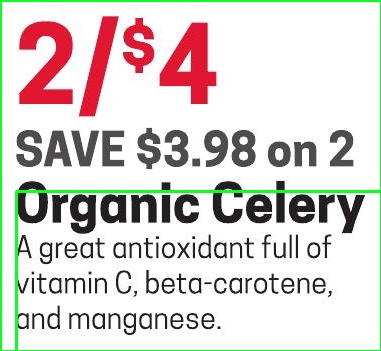 2/$4
SAVE $3.98 on 2
Organic Celery
A great antioxidant full of
vitamin C, beta-carotene,
and manganese.